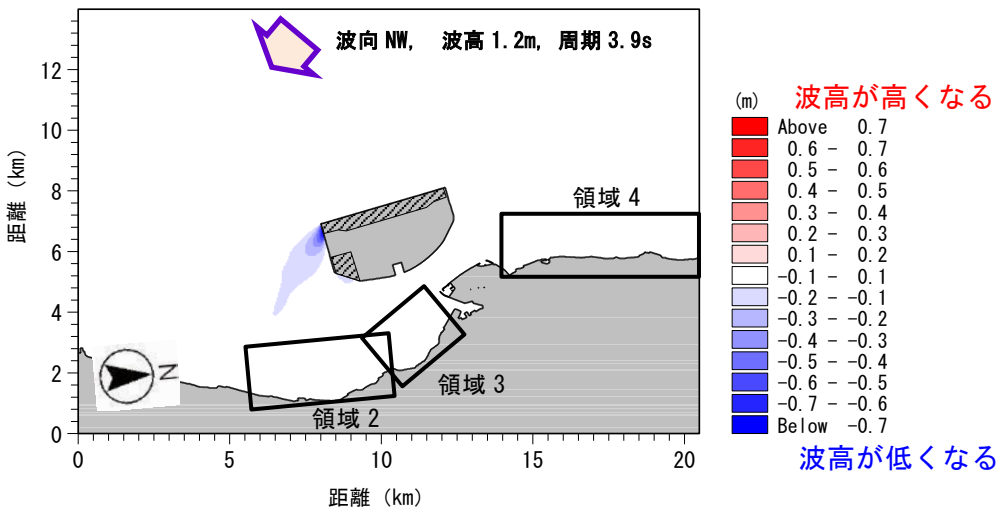 波向 NW, 波高 1.2m, 周期 3.9s
距離 (km)
12
10
8
6
4
2
0
0
5
10
15
20
距離 (km)
領域 4
領域 3
領域 2
N
(m)
波高が高くなる
Above 0.7
0.6 - 0.7
0.5 - 0.6
0.4 - 0.5
0.3 - 0.4
0.2 - 0.3
0.1 - 0.2
-0.1 - 0.1
-0.2 - -0.1
-0.3 - -0.2
-0.4 - -0.3
-0.5 - -0.4
-0.6 - -0.5
-0.7 - -0.6
Below -0.7
波高が低くなる